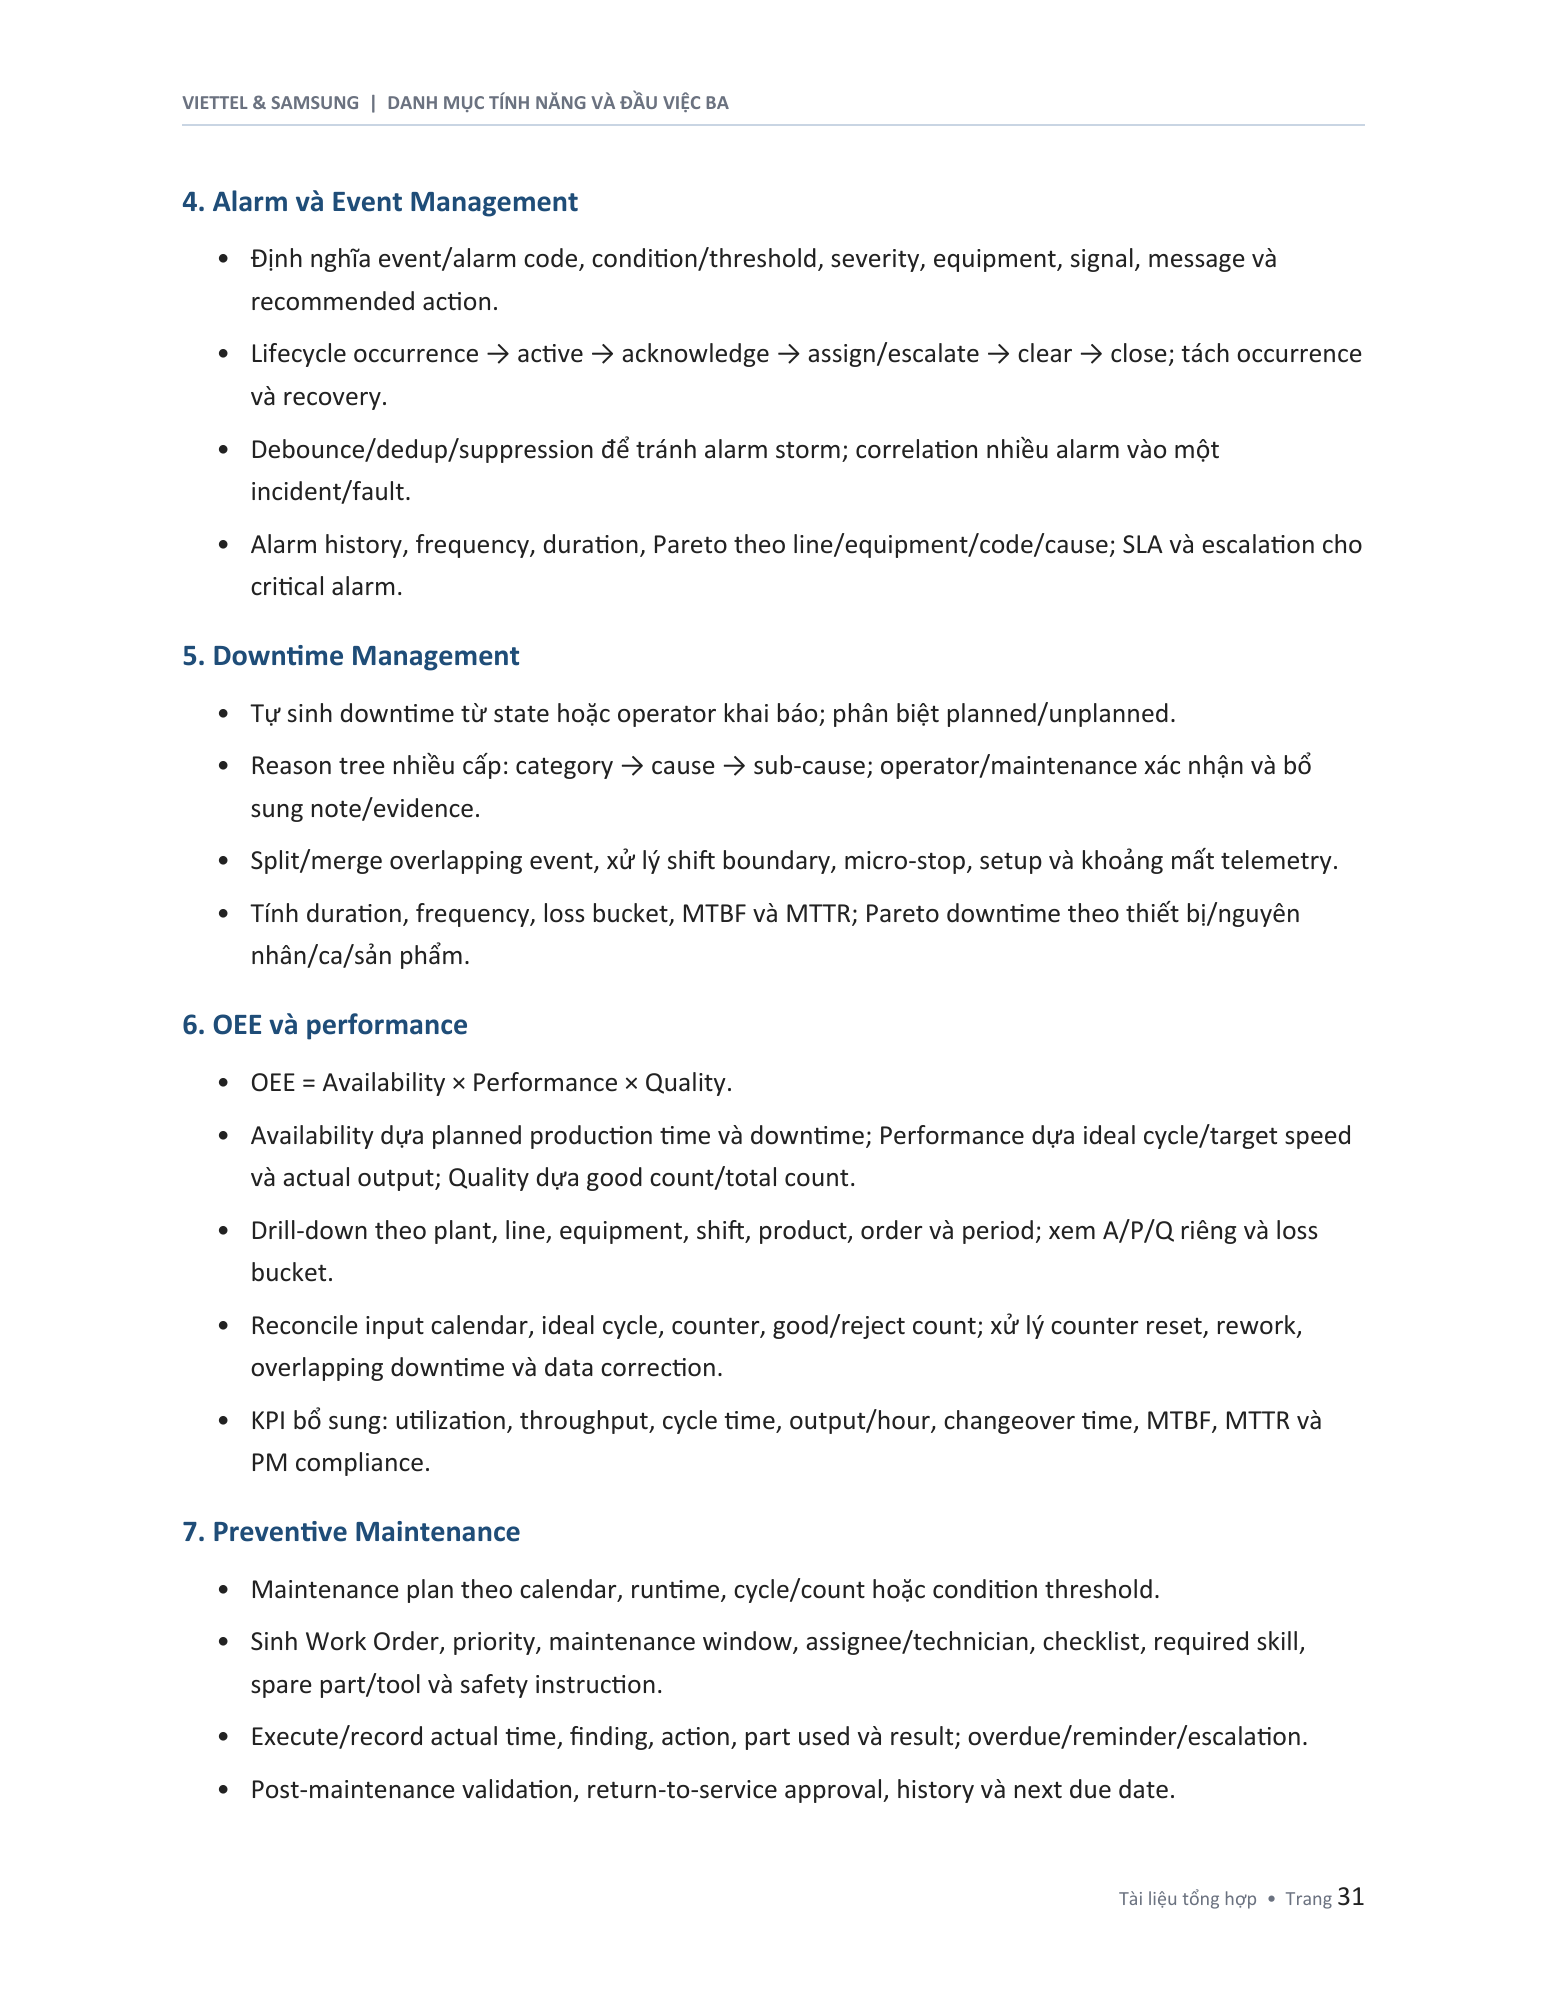 VIETTEL & SAMSUNG | DANH MỤC TÍNH NĂNG VÀ ĐẦU VIỆC BA
4. Alarm và Event Management
• Định nghĩa event/alarm code, condition/threshold, severity, equipment, signal, message và
recommended action.
• Lifecycle occurrence → active → acknowledge → assign/escalate → clear → close; tách occurrence
và recovery.
• Debounce/dedup/suppression để tránh alarm storm; correlation nhiều alarm vào một
incident/fault.
• Alarm history, frequency, duration, Pareto theo line/equipment/code/cause; SLA và escalation cho
critical alarm.
5. Downtime Management
• Tự sinh downtime từ state hoặc operator khai báo; phân biệt planned/unplanned.
• Reason tree nhiều cấp: category → cause → sub-cause; operator/maintenance xác nhận và bổ
sung note/evidence.
• Split/merge overlapping event, xử lý shift boundary, micro-stop, setup và khoảng mất telemetry.
• Tính duration, frequency, loss bucket, MTBF và MTTR; Pareto downtime theo thiết bị/nguyên
nhân/ca/sản phẩm.
6. OEE và performance
• OEE = Availability × Performance × Quality.
• Availability dựa planned production time và downtime; Performance dựa ideal cycle/target speed
và actual output; Quality dựa good count/total count.
• Drill-down theo plant, line, equipment, shift, product, order và period; xem A/P/Q riêng và loss
bucket.
• Reconcile input calendar, ideal cycle, counter, good/reject count; xử lý counter reset, rework,
overlapping downtime và data correction.
• KPI bổ sung: utilization, throughput, cycle time, output/hour, changeover time, MTBF, MTTR và
PM compliance.
7. Preventive Maintenance
• Maintenance plan theo calendar, runtime, cycle/count hoặc condition threshold.
• Sinh Work Order, priority, maintenance window, assignee/technician, checklist, required skill,
spare part/tool và safety instruction.
• Execute/record actual time, finding, action, part used và result; overdue/reminder/escalation.
• Post-maintenance validation, return-to-service approval, history và next due date.
Tài liệu tổng hợp • Trang 31